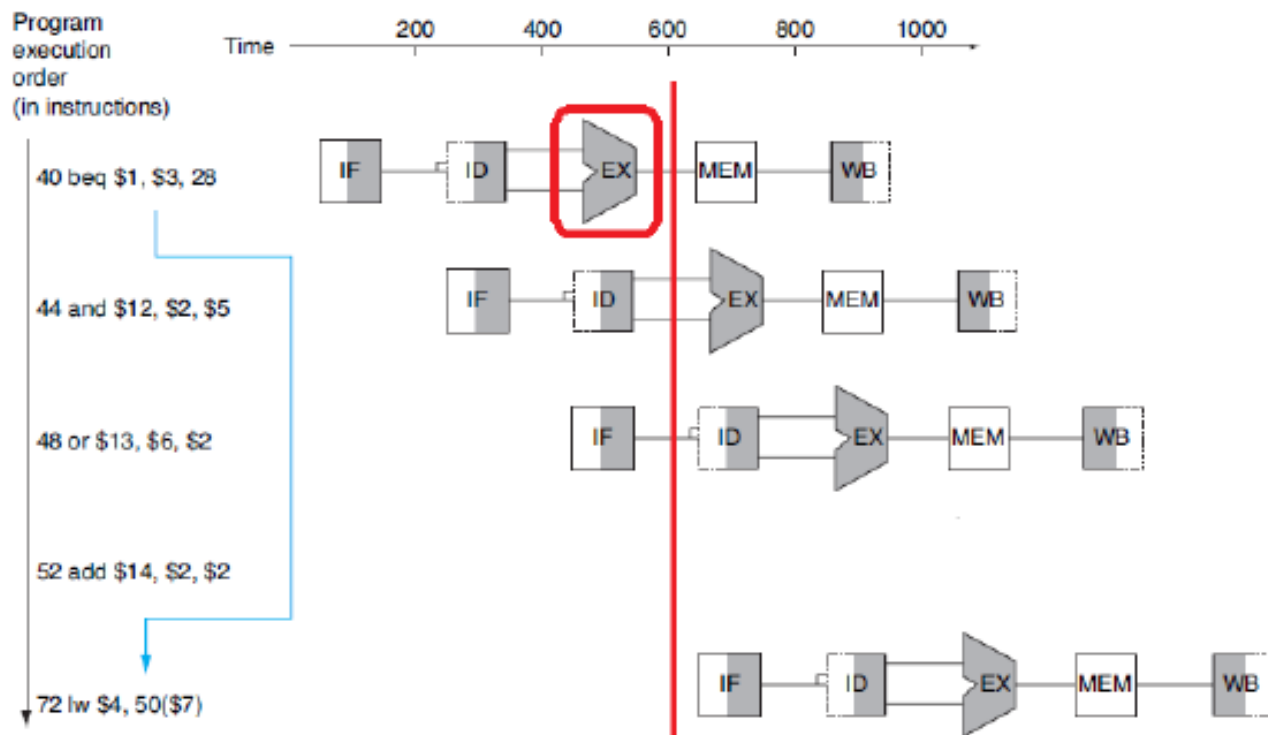 Program
execution
order
(in instructions)
Time
200 400 600 800 1000
40 beq $1, $3, 28
IF ID EX MEM WB
44 and $12, $2, $5
IF ID EX MEM WB
48 or $13, $6, $2
IF ID EX MEM WB
52 add $14, $2, $2
72 lw $4, 50($7)
IF ID EX MEM WB